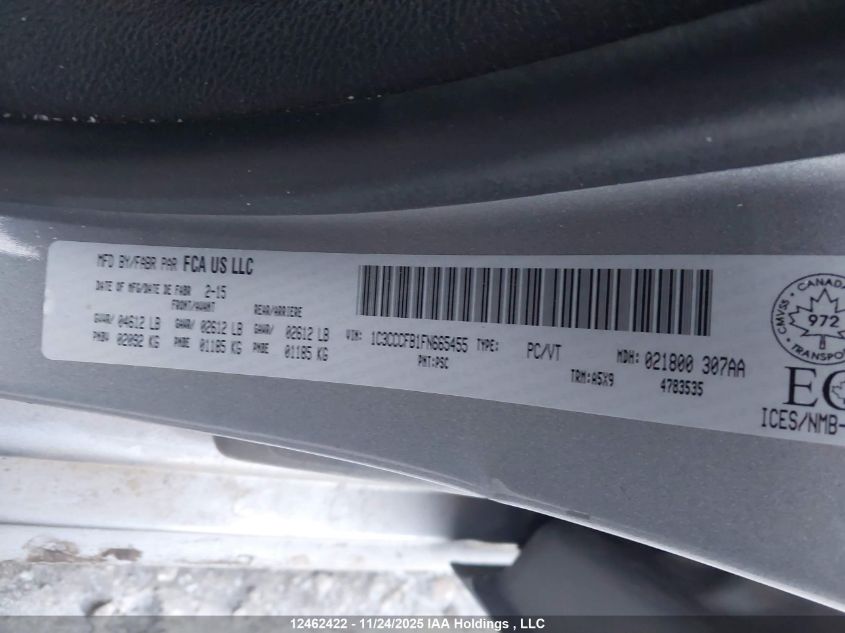 MFD BY/FABR PAR FCA US LLC
DATE OF MFG/DATE DE FABR 2-15
FRONT/AVANT REAR/ARRIERE
GVWR/ 04612 LB GAWR/ 02612 LB GAWR/ 02612 LB
PNBV 02092 KG PNBE 01185 KG PNBE 01185 KG
VIN: 1C3CCCFB1FN665455 TYPE: PC/VT MDH: 021800 307AA
PNT:PSC TRM:A5X9 4783535
CANADA
CMVSS
972
TRANSPO
EC
ICES/NMB-
12462422 - 11/24/2025 IAA Holdings , LLC